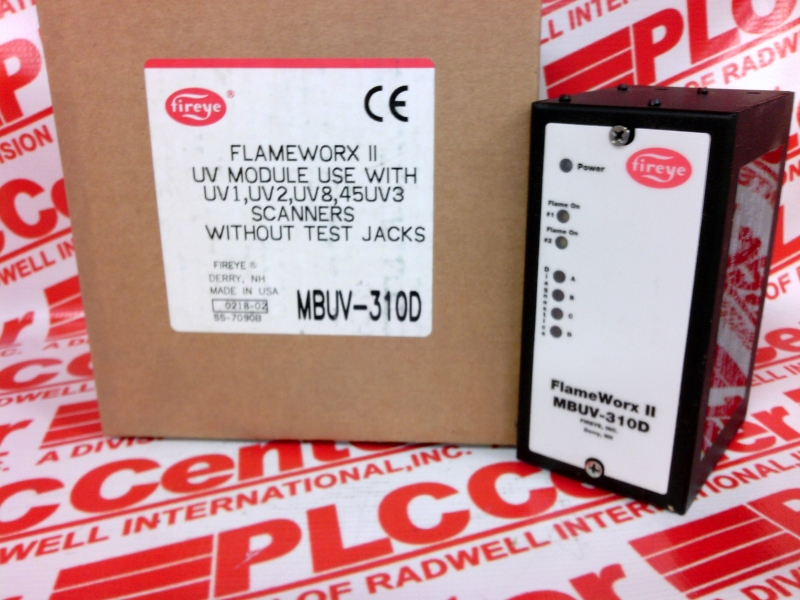 fireye®
CE
FLAMEWORX II
UV MODULE USE WITH
UV1,UV2,UV8,45UV3
SCANNERS
WITHOUT TEST JACKS
FIREYE ®
DERRY, NH
MADE IN USA
0218-02
55-7090B
MBUV-310D
fireye
Power
Flame On
#1
Flame On
#2
Diagnostics
A
B
C
D
FlameWorx II
MBUV-310D
FIREYE, INC.
Derry, NH
PLCCenter
A DIVISION OF RADWELL INTERNATIONAL, INC.